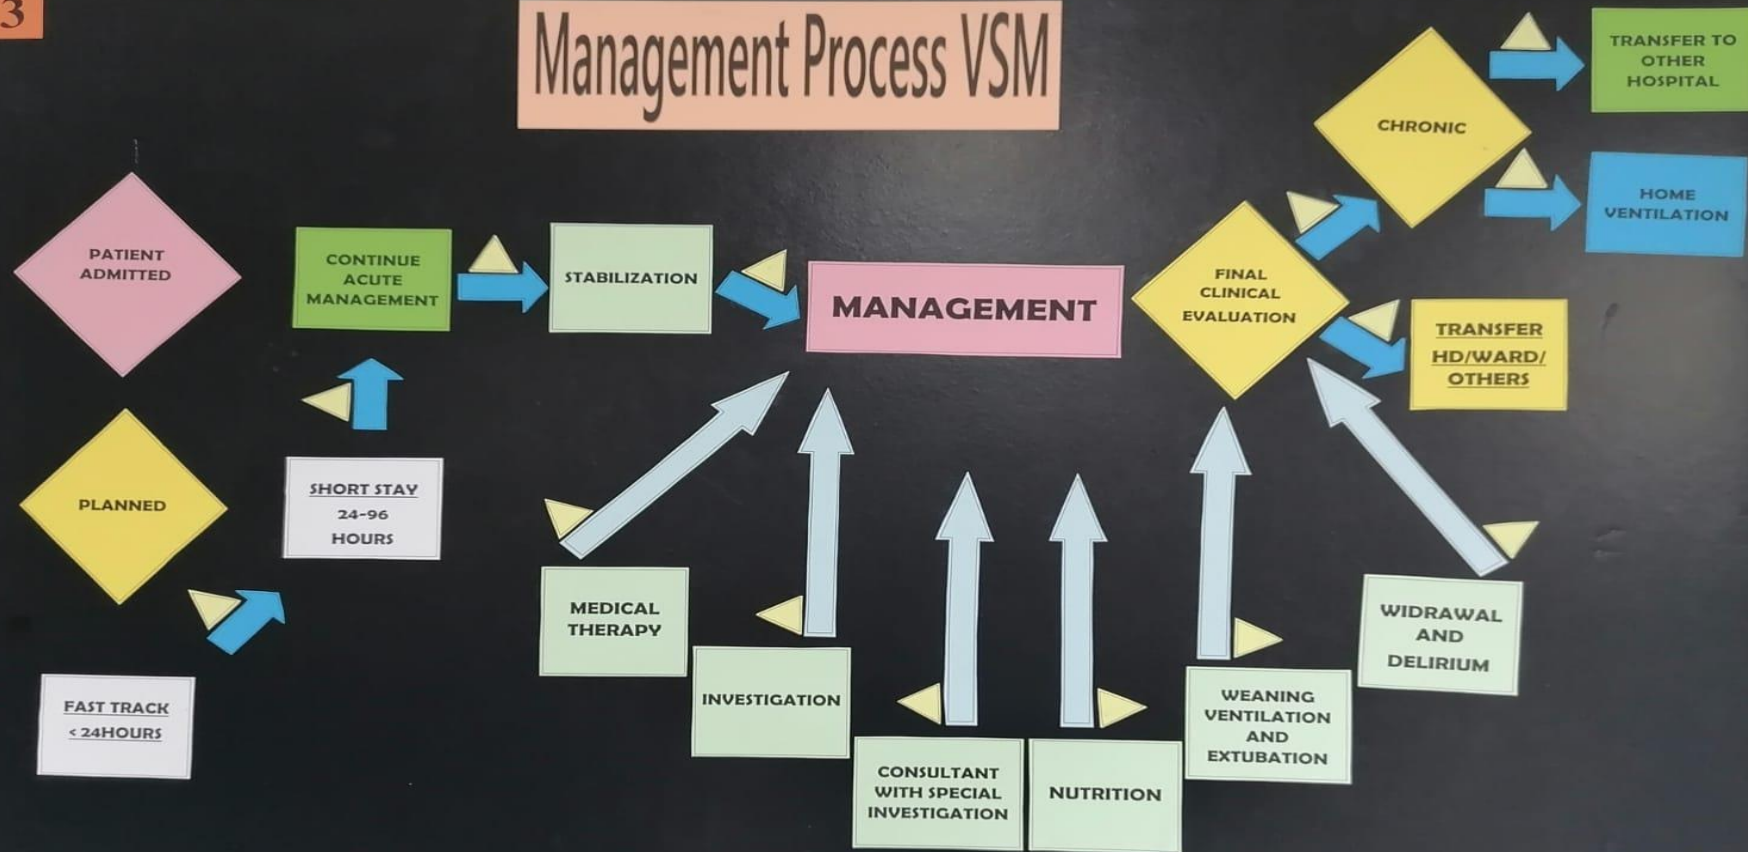 3
Management Process VSM
PATIENT
ADMITTED
PLANNED
FAST TRACK
< 24HOURS
SHORT STAY
24-96
HOURS
CONTINUE
ACUTE
MANAGEMENT
STABILIZATION
MANAGEMENT
MEDICAL
THERAPY
INVESTIGATION
CONSULTANT
WITH SPECIAL
INVESTIGATION
NUTRITION
WEANING
VENTILATION
AND
EXTUBATION
WIDRAWAL
AND
DELIRIUM
FINAL
CLINICAL
EVALUATION
CHRONIC
TRANSFER TO
OTHER
HOSPITAL
HOME
VENTILATION
TRANSFER
HD/WARD/
OTHERS